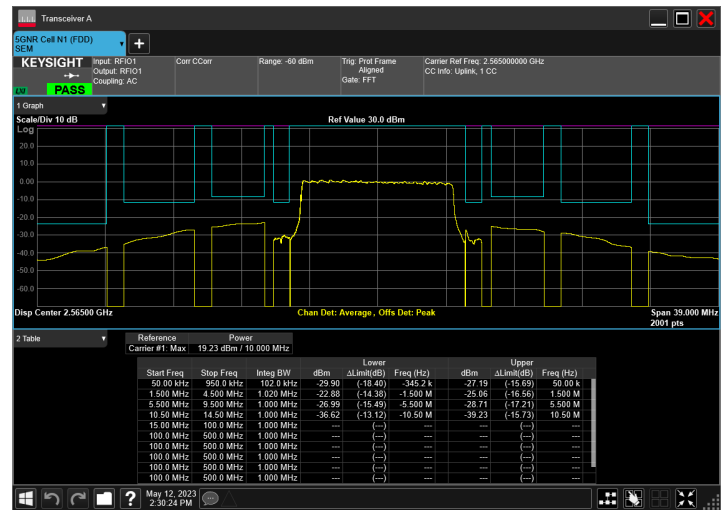 Transceiver A
5GNR Cell N1 (FDD)
SEM
KEYSIGHT
LXI
PASS
Input: RFIO1
Output: RFIO1
Coupling: AC
Corr CCorr
Range: -60 dBm
Trig: Prot Frame
Aligned
Gate: FFT
Carrier Ref Freq: 2.565000000 GHz
CC Info: Uplink, 1 CC
1 Graph
Scale/Div 10 dB
Ref Value 30.0 dBm
Log
20.0
10.0
0.00
-10.0
-20.0
-30.0
-40.0
-50.0
-60.0
Disp Center 2.56500 GHz
Chan Det: Average , Offs Det: Peak
Span 39.000 MHz
2001 pts
2 Table
Reference Power
Carrier #1: Max 19.23 dBm / 10.000 MHz
Lower Upper
Start Freq Stop Freq Integ BW dBm ΔLimit(dB) Freq (Hz) dBm ΔLimit(dB) Freq (Hz)
50.00 kHz 950.0 kHz 102.0 kHz -29.90 (-18.40) -345.2 k -27.19 (-15.69) 50.00 k
1.500 MHz 4.500 MHz 1.020 MHz -22.88 (-14.38) -1.500 M -25.06 (-16.56) 1.500 M
5.500 MHz 9.500 MHz 1.000 MHz -26.99 (-15.49) -5.500 M -28.71 (-17.21) 5.500 M
10.50 MHz 14.50 MHz 1.000 MHz -36.62 (-13.12) -10.50 M -39.23 (-15.73) 10.50 M
15.00 MHz 100.0 MHz 1.000 MHz --- (---) --- --- (---) ---
100.0 MHz 500.0 MHz 1.000 MHz --- (---) --- --- (---) ---
100.0 MHz 500.0 MHz 1.000 MHz --- (---) --- --- (---) ---
100.0 MHz 500.0 MHz 1.000 MHz --- (---) --- --- (---) ---
100.0 MHz 500.0 MHz 1.000 MHz --- (---) --- --- (---) ---
100.0 MHz 500.0 MHz 1.000 MHz --- (---) --- --- (---) ---
May 12, 2023
2:30:24 PM